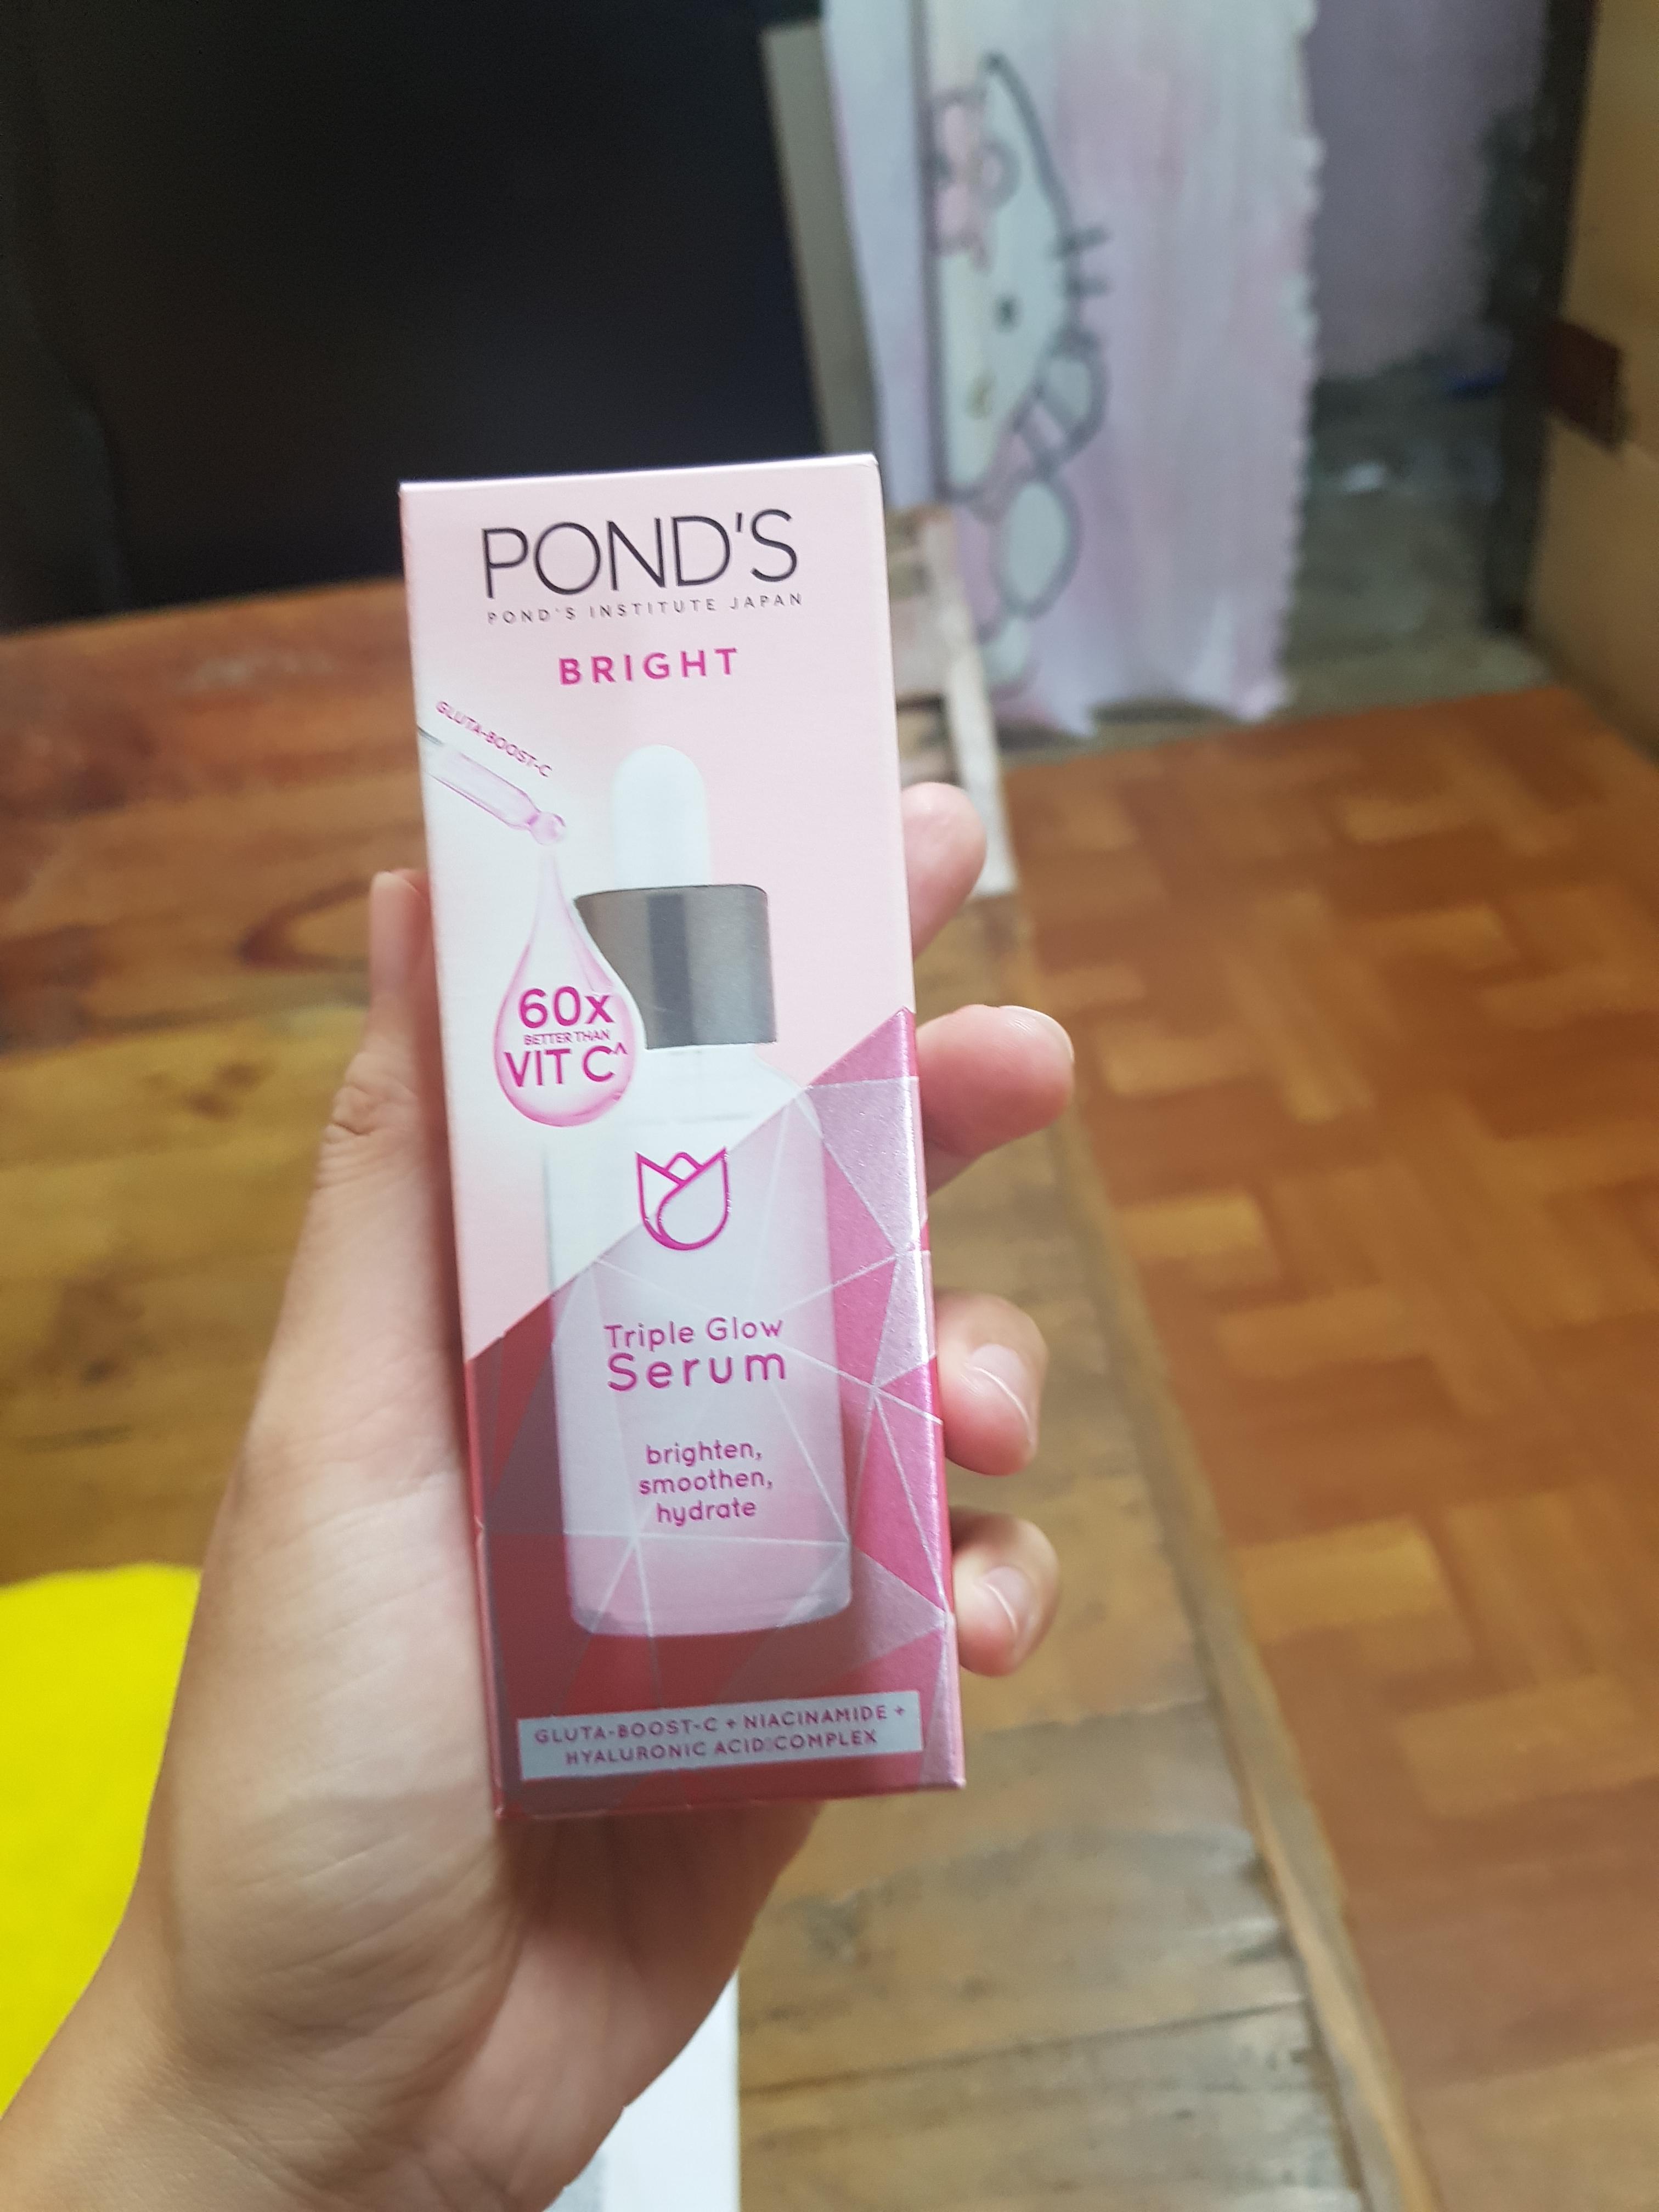 POND'S
POND'S INSTITUTE JAPAN
BRIGHT
GLUTA-BOOST-C
60x
BETTER THAN
VIT C^
Triple Glow
Serum
brighten,
smoothen,
hydrate
GLUTA-BOOST-C + NIACINAMIDE +
HYALURONIC ACID COMPLEX